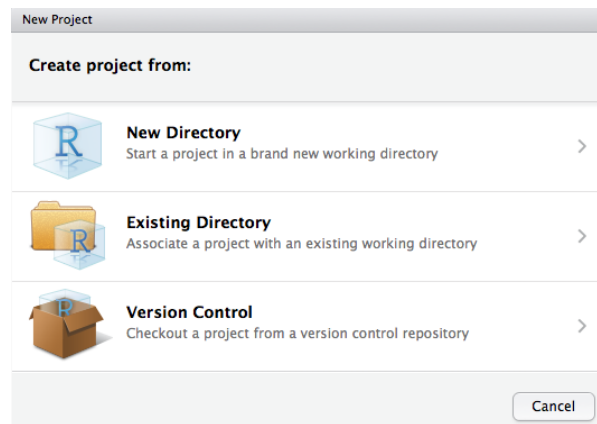 New Project
Create project from:
R
New Directory
Start a project in a brand new working directory
R
Existing Directory
Associate a project with an existing working directory
R
Version Control
Checkout a project from a version control repository
Cancel